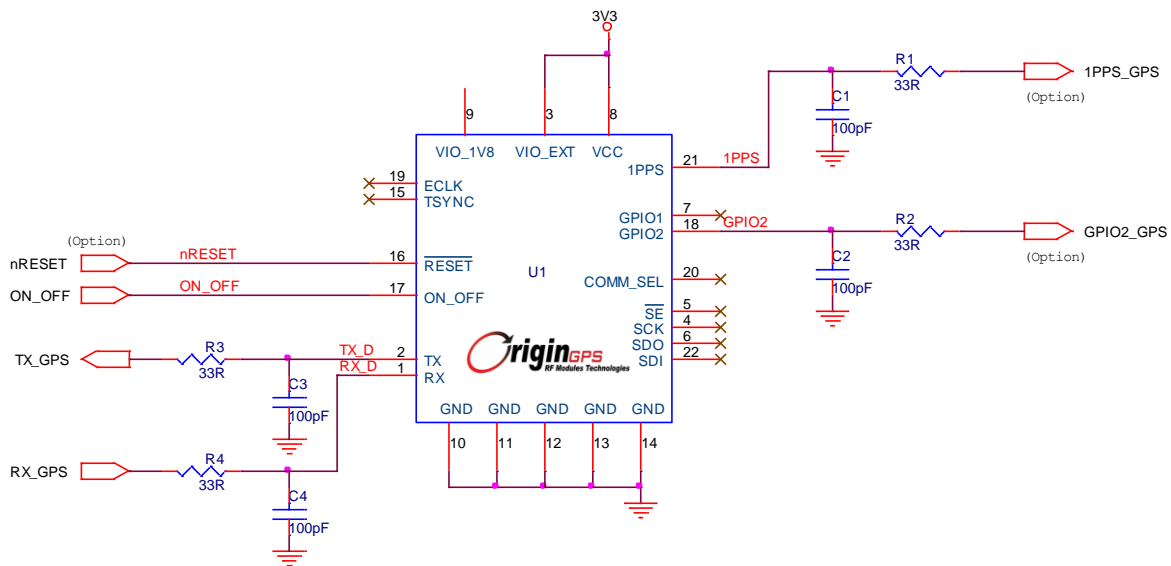 3V3
9
3
8
VIO_1V8
VIO_EXT
VCC
19
ECLK
15
TSYNC
(Option)
nRESET
nRESET
16
RESET
ON_OFF
ON_OFF
17
ON_OFF
TX_GPS
R3
33R
TX_D
2
TX
RX_D
1
RX
C3
100pF
RX_GPS
R4
33R
C4
100pF
U1
OriginGPS
RF Modules Technologies
1PPS
21
1PPS
C1
100pF
R1
33R
1PPS_GPS
(Option)
GPIO1
7
GPIO2
18
GPIO2
C2
100pF
R2
33R
GPIO2_GPS
(Option)
COMM_SEL
20
SE
5
SCK
4
SDO
6
SDI
22
GND
GND
GND
GND
GND
10
11
12
13
14